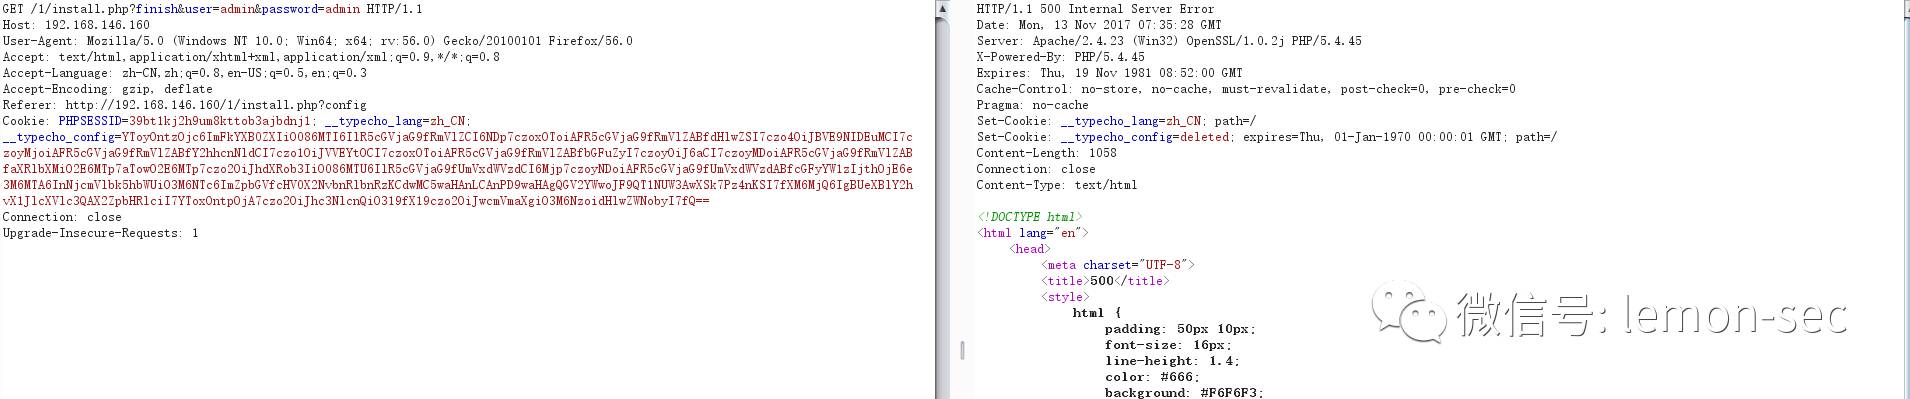 GET /1/install.php?finish&user=admin&password=admin HTTP/1.1
Host: 192.168.146.160
User-Agent: Mozilla/5.0 (Windows NT 10.0; Win64; x64; rv:56.0) Gecko/20100101 Firefox/56.0
Accept: text/html,application/xhtml+xml,application/xml;q=0.9,*/*;q=0.8
Accept-Language: zh-CN,zh;q=0.8,en-US;q=0.5,en;q=0.3
Accept-Encoding: gzip, deflate
Referer: http://192.168.146.160/1/install.php?config
Cookie: PHPSESSID=39bt1kj2h9um8kttob3ajbdnj1; __typecho_lang=zh_CN;
Connection: close
Upgrade-Insecure-Requests: 1
HTTP/1.1 500 Internal Server Error
Date: Mon, 13 Nov 2017 07:35:28 GMT
Server: Apache/2.4.23 (Win32) OpenSSL/1.0.2j PHP/5.4.45
X-Powered-By: PHP/5.4.45
Expires: Thu, 19 Nov 1981 08:52:00 GMT
Cache-Control: no-store, no-cache, must-revalidate, post-check=0, pre-check=0
Pragma: no-cache
Set-Cookie: __typecho_lang=zh_CN; path=/
Set-Cookie: __typecho_config=deleted; expires=Thu, 01-Jan-1970 00:00:01 GMT; path=/
Content-Length: 1058
Connection: close
Content-Type: text/html
<!DOCTYPE html>
<html lang="en">
<head>
<meta charset="UTF-8">
<title>500</title>
<style>
html {
padding: 50px 10px;
font-size: 16px;
line-height: 1.4;
color: #666;
background: #F6F6F3;
微信号: lemon-sec